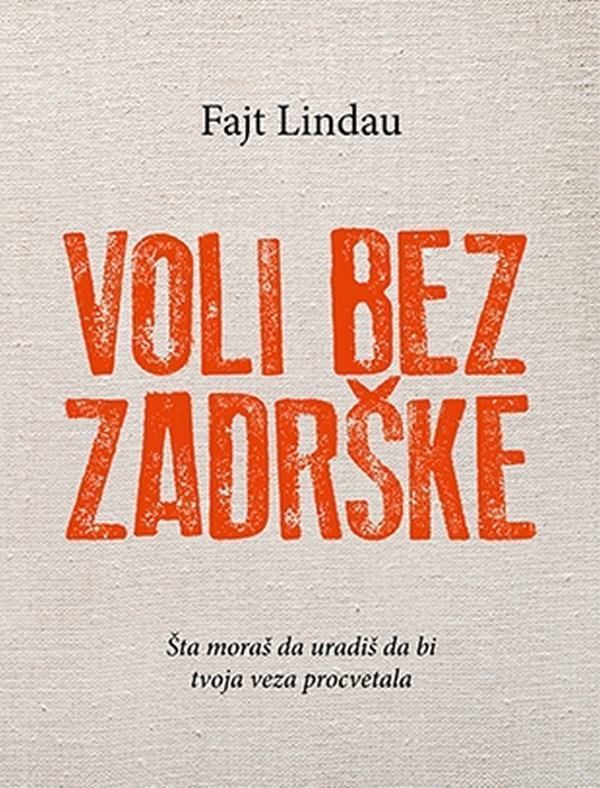 Fajt Lindau
VOLI BEZ
ZADRŠKE
Šta moraš da uradiš da bi
tvoja veza procvetala